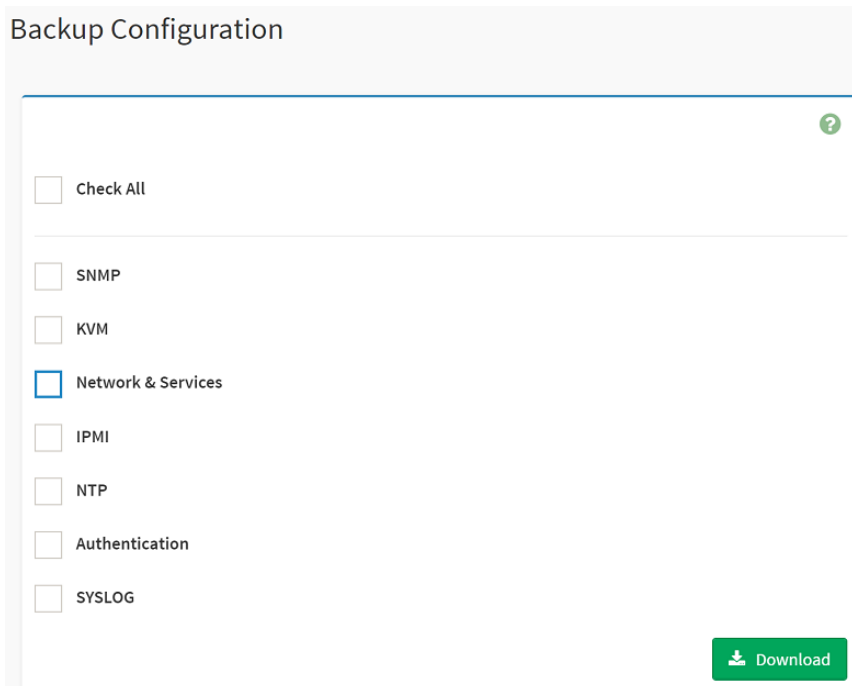 Backup Configuration
?
Check All
SNMP
KVM
Network & Services
IPMI
NTP
Authentication
SYSLOG
Download